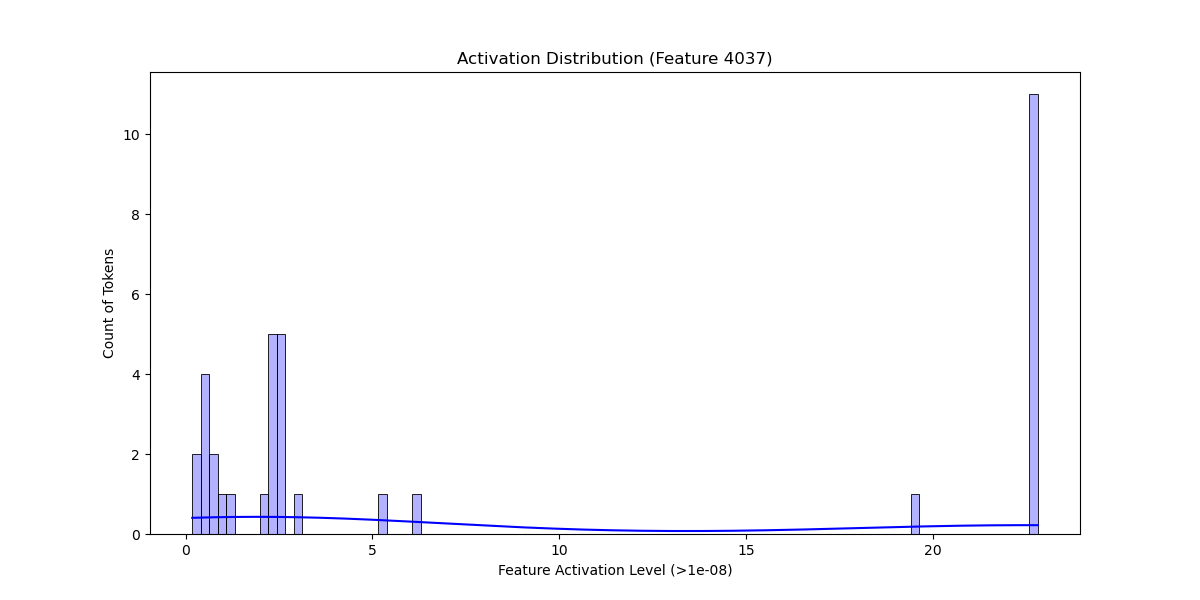 Activation Distribution (Feature 4037)
10
8
6
4
2
0
Count of Tokens
0 5 10 15 20
Feature Activation Level (>1e-08)